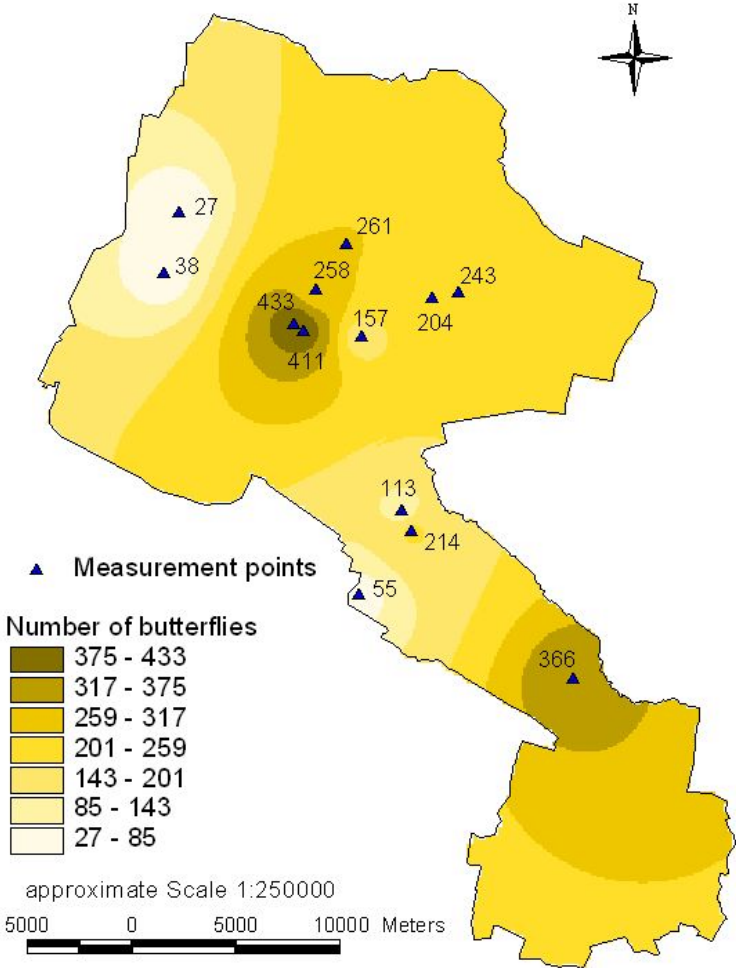 N
27
261
38
258
243
433
204
157
411
113
214
Measurement points
55
Number of butterflies
366
375 - 433
317 - 375
259 - 317
201 - 259
143 - 201
85 - 143
27 - 85
approximate Scale 1:250000
5000 0 5000 10000 Meters